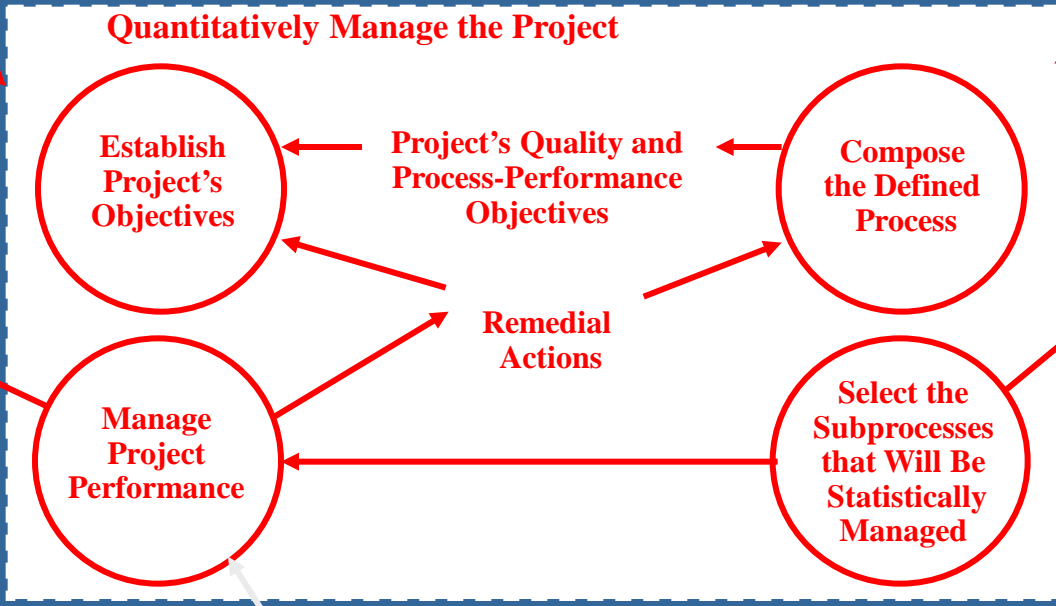 Quantitatively Manage the Project
Establish
Project’s
Objectives
Project’s Quality and
Process-Performance
Objectives
Compose
the Defined
Process
Remedial
Actions
Manage
Project
Performance
Select the
Subprocesses
that Will Be
Statistically
Managed